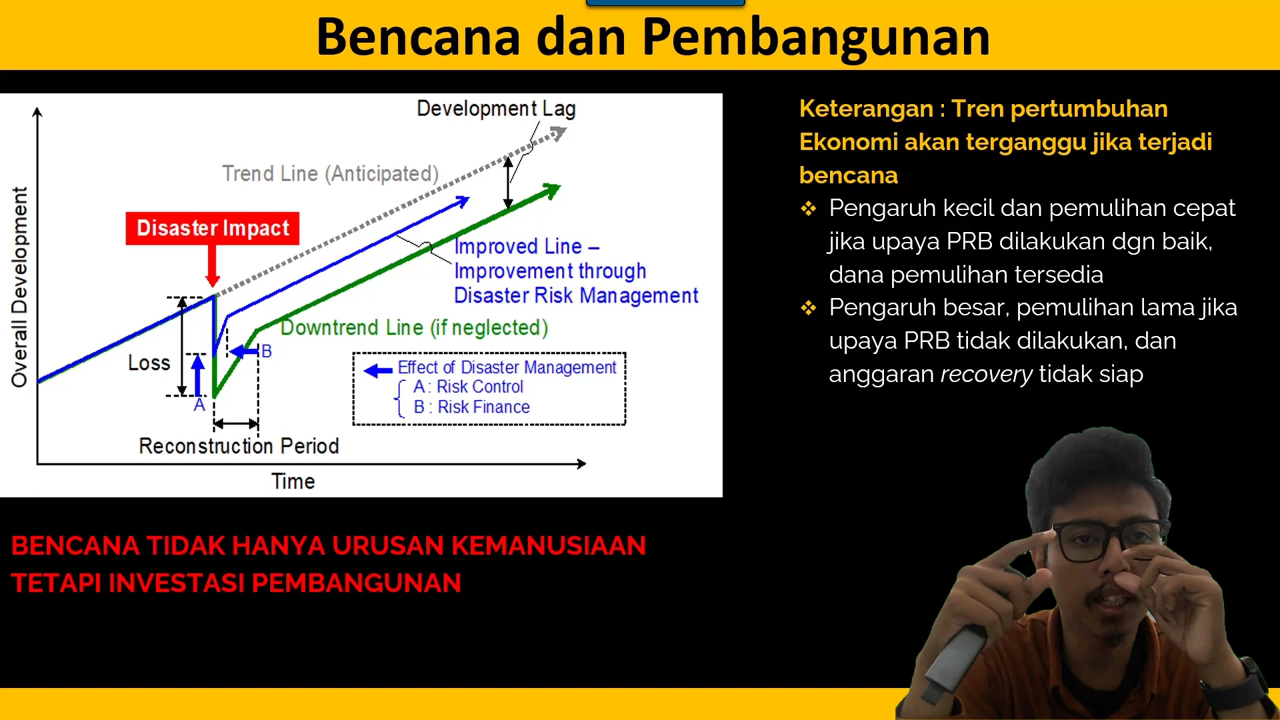 Bencana dan Pembangunan
Development Lag
Trend Line (Anticipated)
Disaster Impact
Improved Line –
Improvement through
Disaster Risk Management
Downtrend Line (if neglected)
Overall Development
Loss
A
B
Effect of Disaster Management
A : Risk Control
B : Risk Finance
Reconstruction Period
Time
Keterangan : Tren pertumbuhan
Ekonomi akan terganggu jika terjadi
bencana
❖ Pengaruh kecil dan pemulihan cepat
jika upaya PRB dilakukan dgn baik,
dana pemulihan tersedia
❖ Pengaruh besar, pemulihan lama jika
upaya PRB tidak dilakukan, dan
anggaran recovery tidak siap
BENCANA TIDAK HANYA URUSAN KEMANUSIAAN
TETAPI INVESTASI PEMBANGUNAN